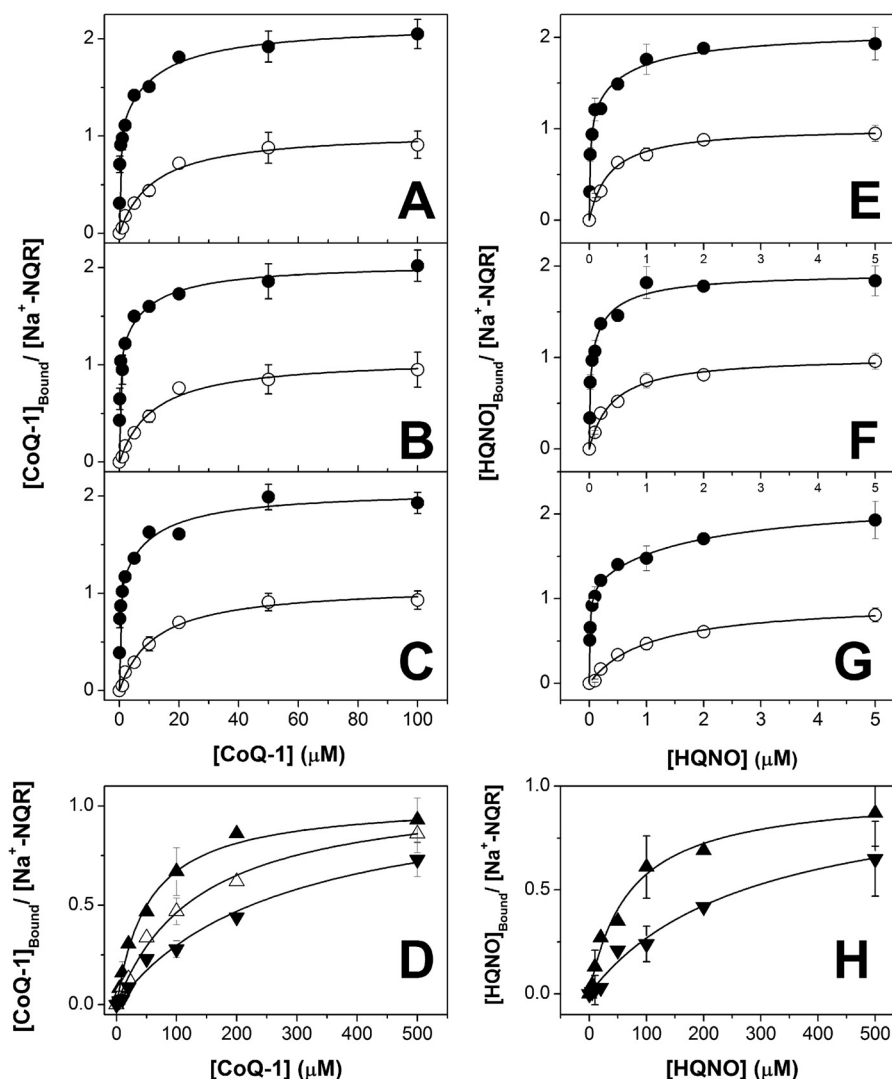 2
1
0
A
2
1
0
B
2
1
0
C
0 20 40 60 80 100
[CoQ-1] (μM)
[CoQ-1]Bound/ [Na+-NQR]
2
1
0
E
0 1 2 3 4 5
2
1
0
F
0 1 2 3 4 5
2
1
0
G
0 1 2 3 4 5
[HQNO] (μM)
[HQNO]Bound/ [Na+-NQR]
1.0
0.5
0.0
D
0 100 200 300 400 500
[CoQ-1] (μM)
[CoQ-1]Bound/ [Na+-NQR]
1.0
0.5
0.0
H
0 100 200 300 400 500
[HQNO] (μM)
[HQNO]Bound/ [Na+-NQR]